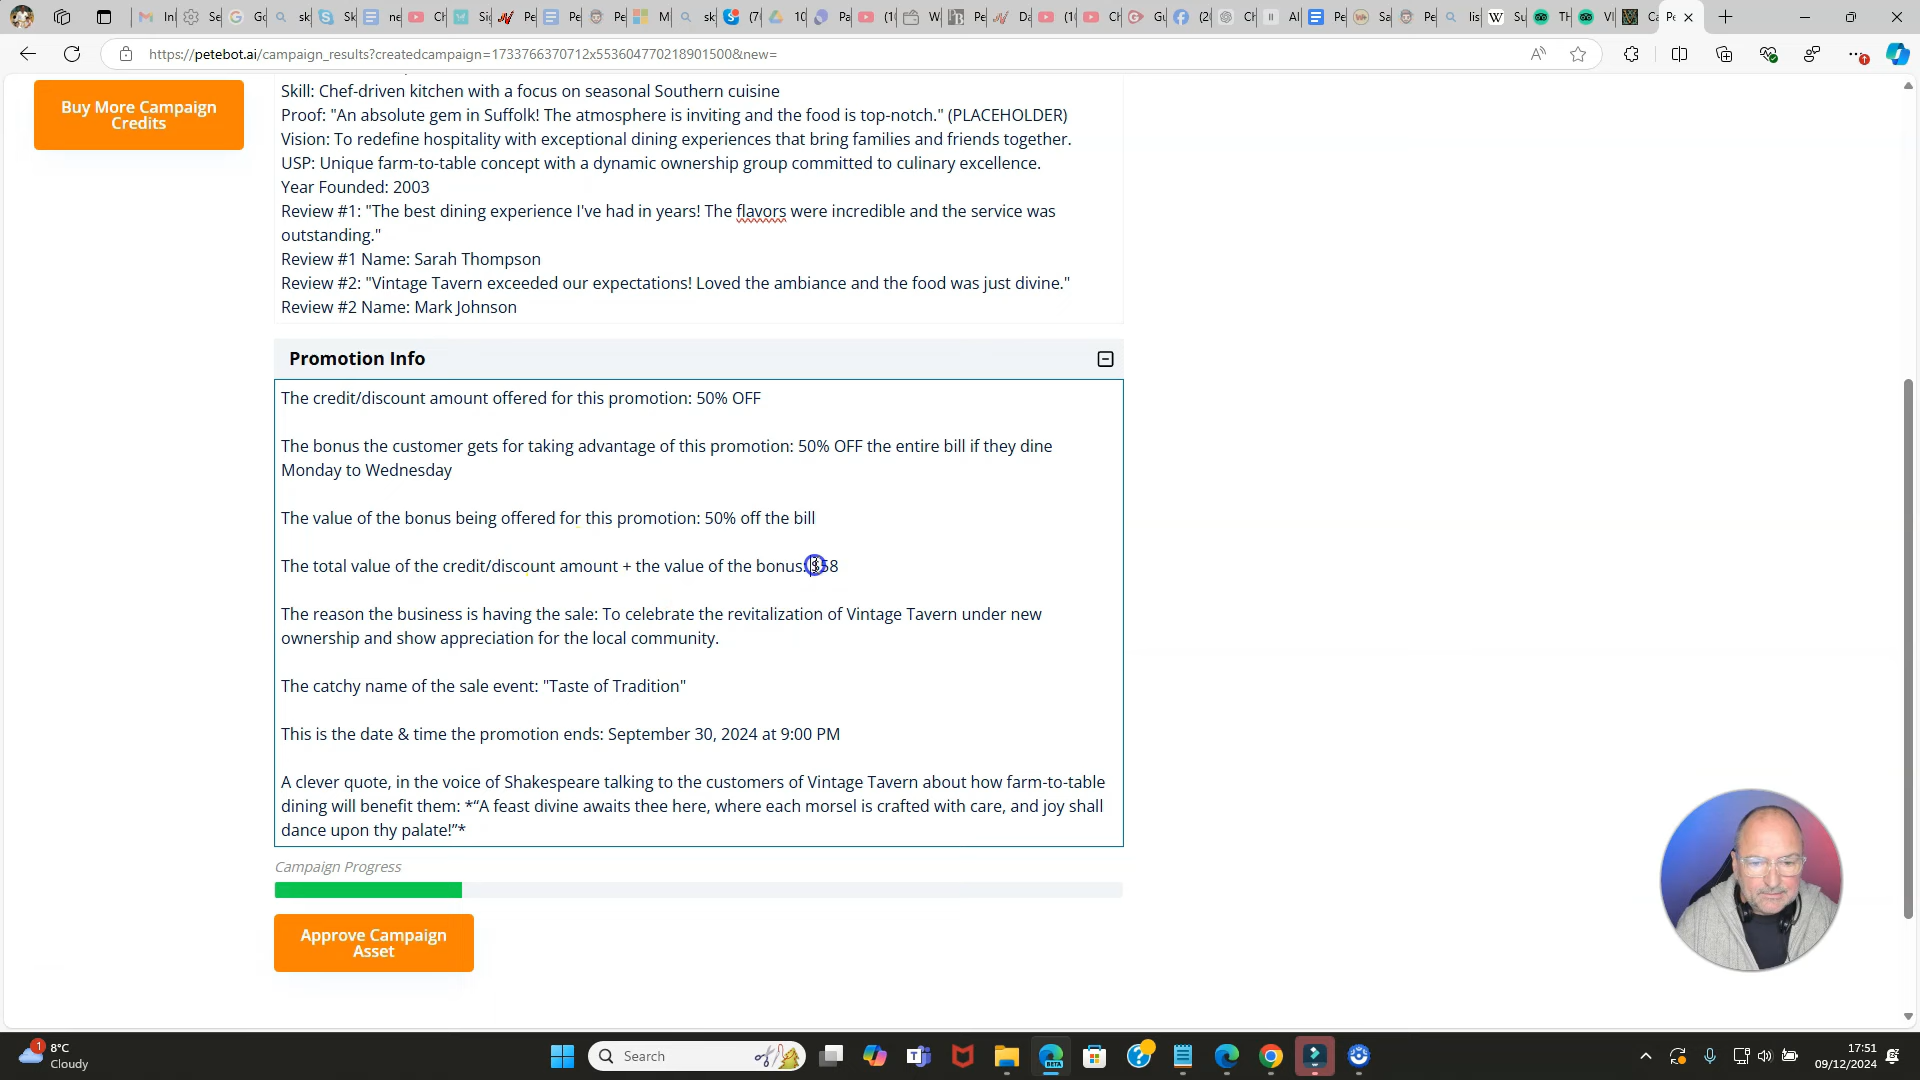 https://petebot.ai/campaign_results?createdcampaign=1733766370712x553604770218901500&new=
Buy More Campaign
Credits
Skill: Chef-driven kitchen with a focus on seasonal Southern cuisine
Proof: "An absolute gem in Suffolk! The atmosphere is inviting and the food is top-notch." (PLACEHOLDER)
Vision: To redefine hospitality with exceptional dining experiences that bring families and friends together.
USP: Unique farm-to-table concept with a dynamic ownership group committed to culinary excellence.
Year Founded: 2003
Review #1: "The best dining experience I've had in years! The flavors were incredible and the service was
outstanding."
Review #1 Name: Sarah Thompson
Review #2: "Vintage Tavern exceeded our expectations! Loved the ambiance and the food was just divine."
Review #2 Name: Mark Johnson
Promotion Info
The credit/discount amount offered for this promotion: 50% OFF
The bonus the customer gets for taking advantage of this promotion: 50% OFF the entire bill if they dine
Monday to Wednesday
The value of the bonus being offered for this promotion: 50% off the bill
The total value of the credit/discount amount + the value of the bonus: $58
The reason the business is having the sale: To celebrate the revitalization of Vintage Tavern under new
ownership and show appreciation for the local community.
The catchy name of the sale event: "Taste of Tradition"
This is the date & time the promotion ends: September 30, 2024 at 9:00 PM
A clever quote, in the voice of Shakespeare talking to the customers of Vintage Tavern about how farm-to-table
dining will benefit them: *“A feast divine awaits thee here, where each morsel is crafted with care, and joy shall
dance upon thy palate!”*
Campaign Progress
Approve Campaign
Asset
8°C
Cloudy
Search
17:51
09/12/2024